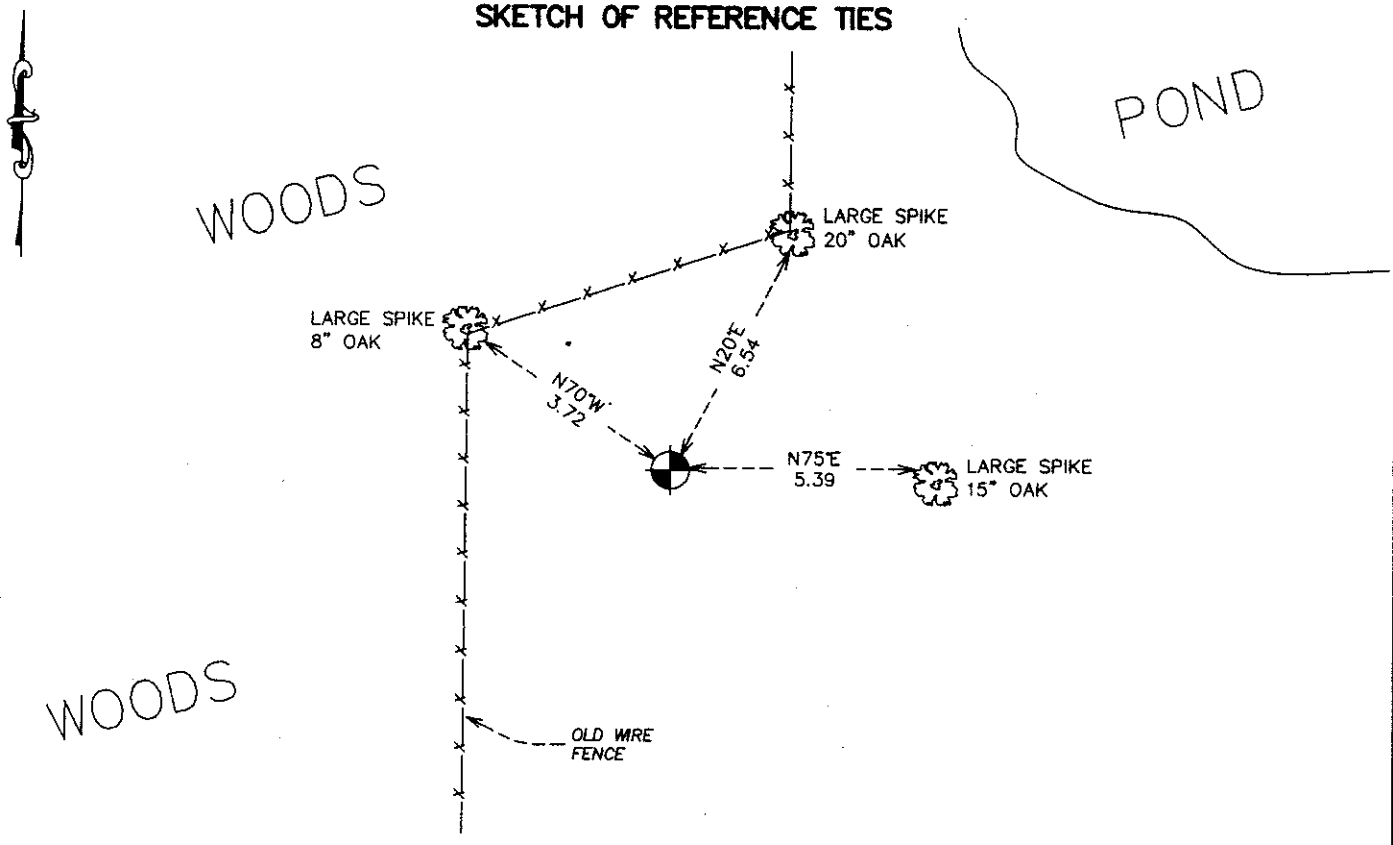 SKETCH OF REFERENCE TIES
POND
WOODS
LARGE SPIKE
20" OAK
LARGE SPIKE
8" OAK
N20°E
6.54
N70°W
3.72
N75°E
5.39
LARGE SPIKE
15" OAK
WOODS
OLD WIRE
FENCE